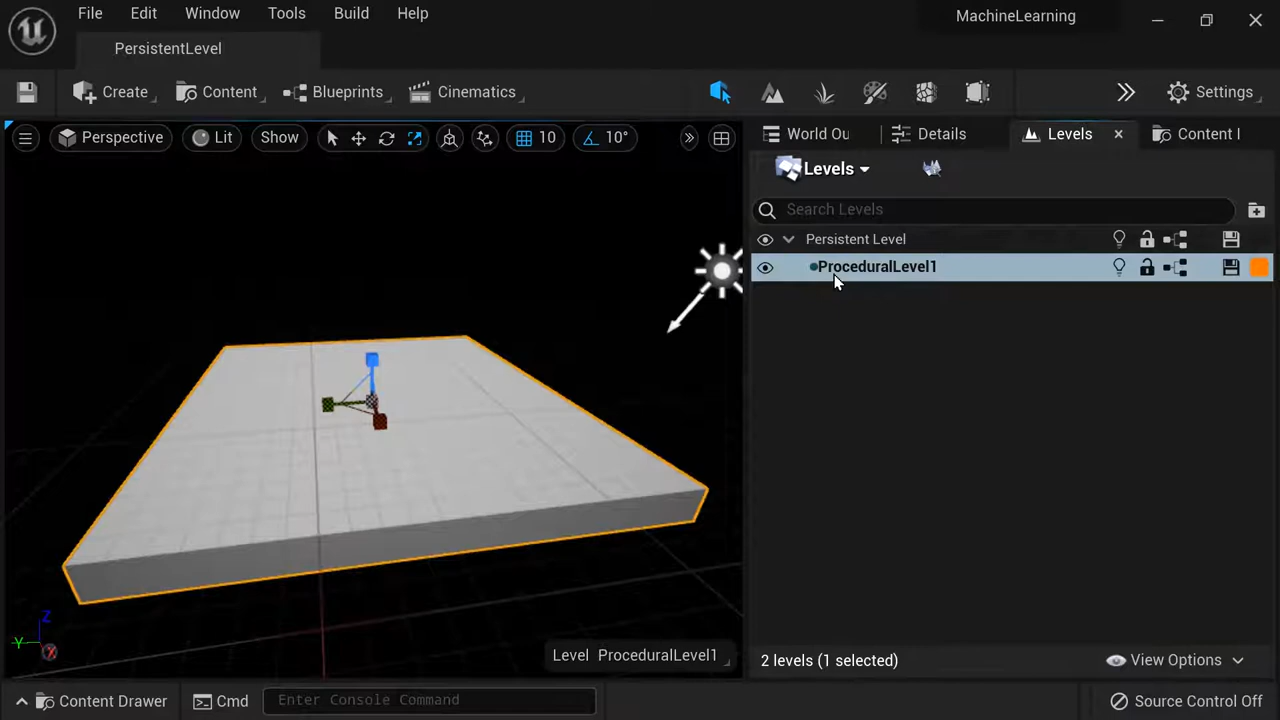 File Edit Window Tools Build Help MachineLearning
PersistentLevel
Create Content Blueprints Cinematics Settings
Perspective Lit Show 10 10° World Ou Details Levels Content I
Levels
Search Levels
Persistent Level
ProceduralLevel1
Z
Y
Level ProceduralLevel1 2 levels (1 selected) View Options
Content Drawer Cmd Enter Console Command Source Control Off